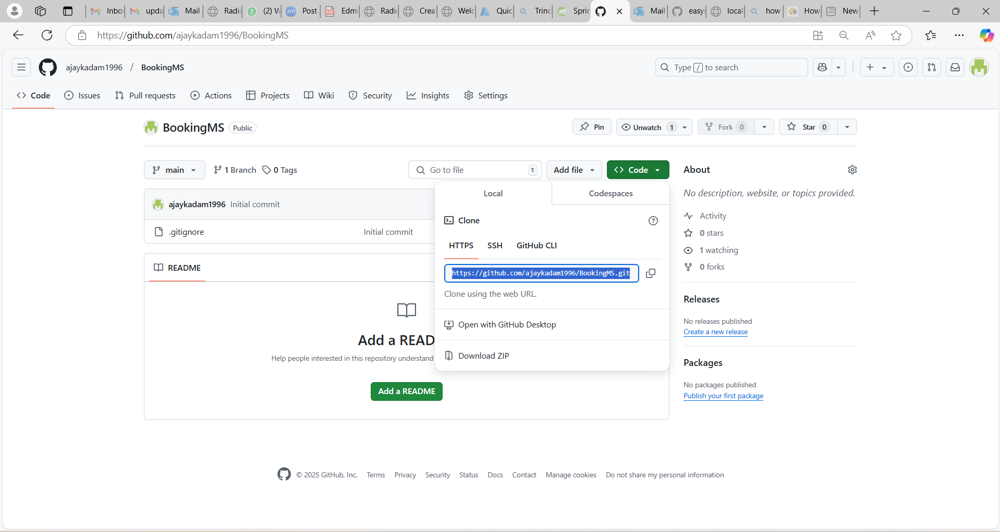 Inbo
upda
Mail
Radio
(2) W
Post
Edmi
Radio
Crea
Welc
Quic
Trinc
Sprin
Mail
easy
local
how
How
New
https://github.com/ajaykadam1996/BookingMS
ajaykadam1996 / BookingMS
Type / to search
Code
Issues
Pull requests
Actions
Projects
Wiki
Security
Insights
Settings
BookingMS Public
Pin
Unwatch 1
Fork 0
Star 0
main
1 Branch
0 Tags
Go to file t
Add file
Code
ajaykadam1996 Initial commit
.gitignore Initial commit
README
Add a READ
Help people interested in this repository understand
Add a README
Local
Codespaces
Clone
HTTPS
SSH
GitHub CLI
https://github.com/ajaykadam1996/BookingMS.git
Clone using the web URL.
Open with GitHub Desktop
Download ZIP
About
No description, website, or topics provided.
Activity
0 stars
1 watching
0 forks
Releases
No releases published
Create a new release
Packages
No packages published
Publish your first package
© 2025 GitHub, Inc. Terms Privacy Security Status Docs Contact Manage cookies Do not share my personal information